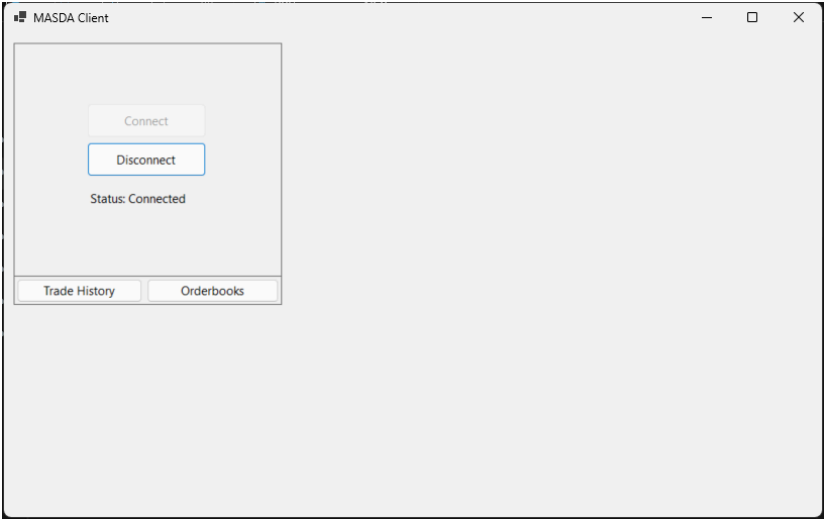 MASDA Client
Connect
Disconnect
Status: Connected
Trade History Orderbooks